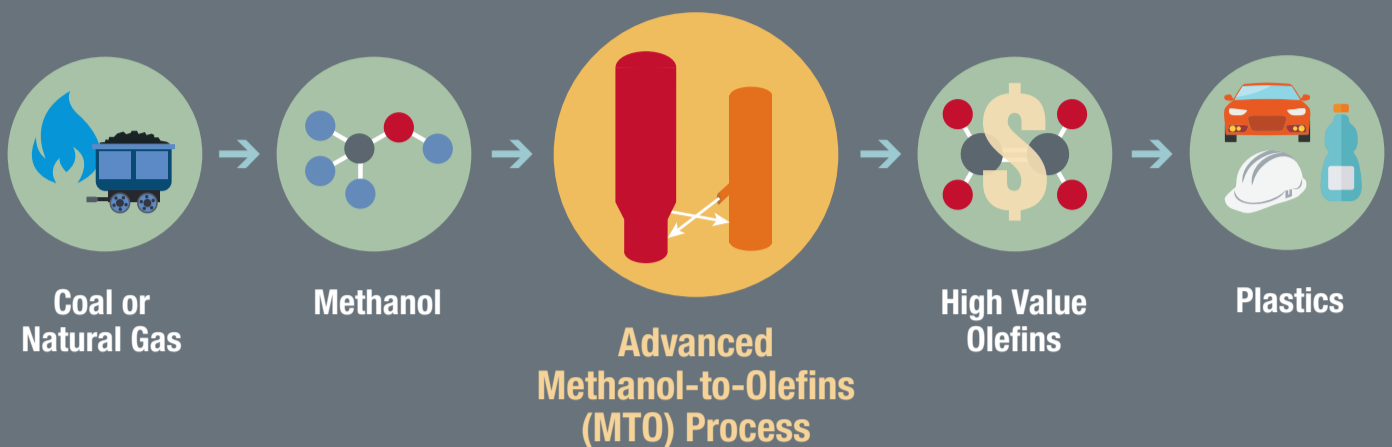 Coal or
Natural Gas
Methanol
Advanced
Methanol-to-Olefins
(MTO) Process
$
High Value
Olefins
Plastics